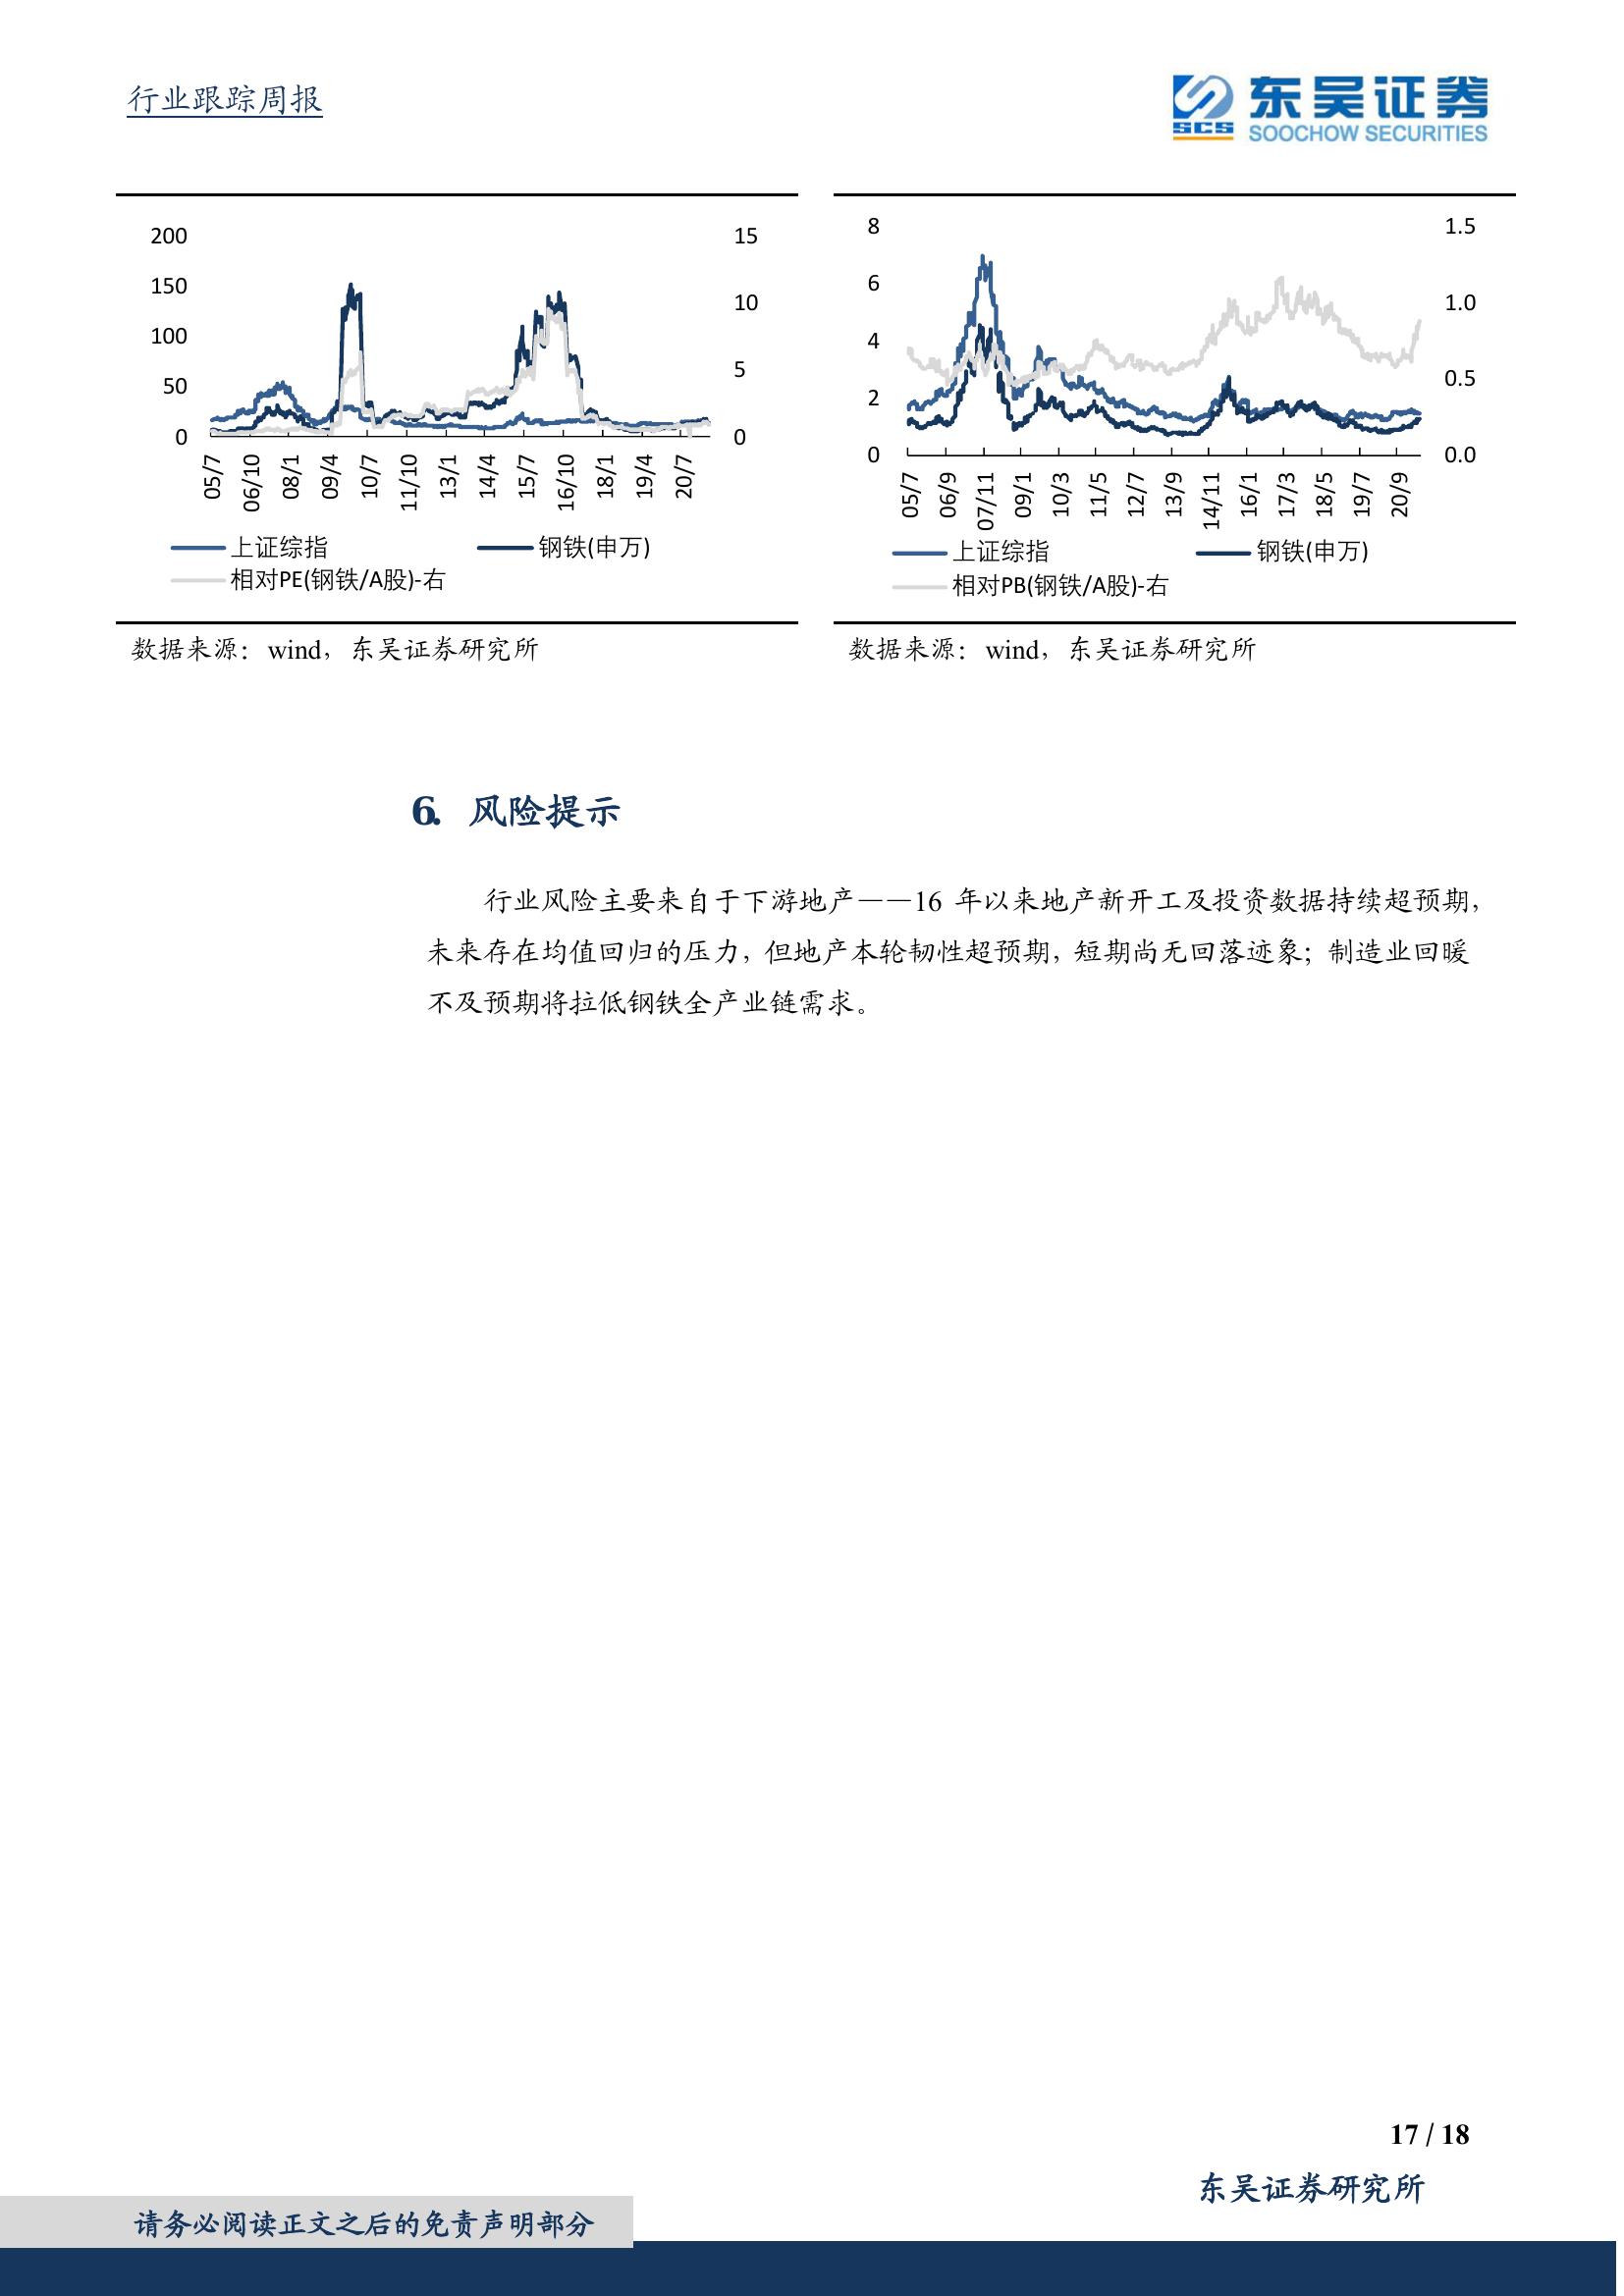 行业跟踪周报
SCS
东吴证券
SOOCHOW SECURITIES
200
150
100
50
0
15
10
5
0
05/7
06/10
08/1
09/4
10/7
11/10
13/1
14/4
15/7
16/10
18/1
19/4
20/7
上证综指
钢铁(申万)
相对PE(钢铁/A股)-右
8
6
4
2
0
1.5
1.0
0.5
0.0
05/7
06/9
07/11
09/1
10/3
11/5
12/7
13/9
14/11
16/1
17/3
18/5
19/7
20/9
上证综指
钢铁(申万)
相对PB(钢铁/A股)-右
数据来源：wind，东吴证券研究所
数据来源：wind，东吴证券研究所
6. 风险提示
行业风险主要来自于下游地产——16 年以来地产新开工及投资数据持续超预期，
未来存在均值回归的压力，但地产本轮韧性超预期，短期尚无回落迹象；制造业回暖
不及预期将拉低钢铁全产业链需求。
17 / 18
东吴证券研究所
请务必阅读正文之后的免责声明部分